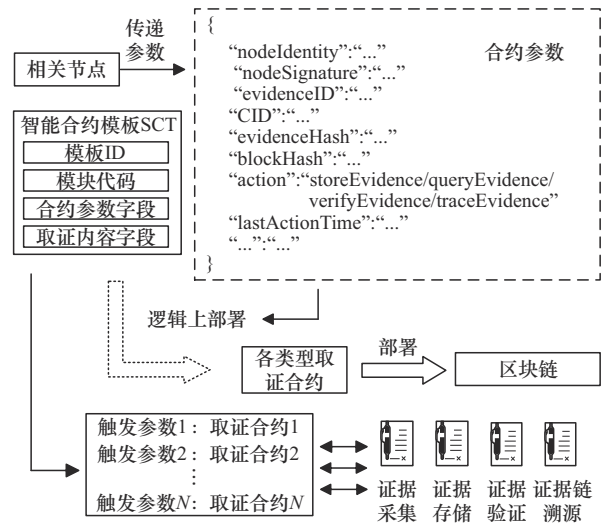 传递
参数
相关节点
智能合约模板SCT
模板ID
模块代码
合约参数字段
取证内容字段
{
合约参数
“nodeIdentity”:“...”
“nodeSignature”:“...”
“evidenceID”:“...”
“CID”:“...”
“evidenceHash”:“...”
“blockHash”:“...”
“action”:“storeEvidence/queryEvidence/
verifyEvidence/traceEvidence”
“lastActionTime”:“...”
“...”:“...”
}
逻辑上部署
各类型取
证合约
部署
区块链
触发参数1：取证合约1
触发参数2：取证合约2
⋮
触发参数N：取证合约N
证据
采集
证据
存储
证据
验证
证据链
溯源